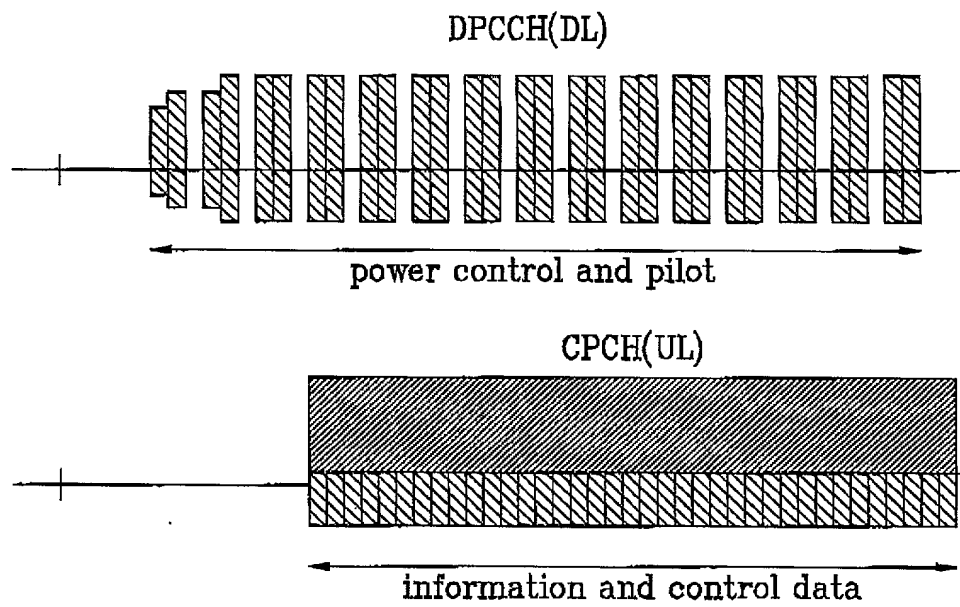 DPCCH(DL)
power control and pilot
CPCH(UL)
information and control data